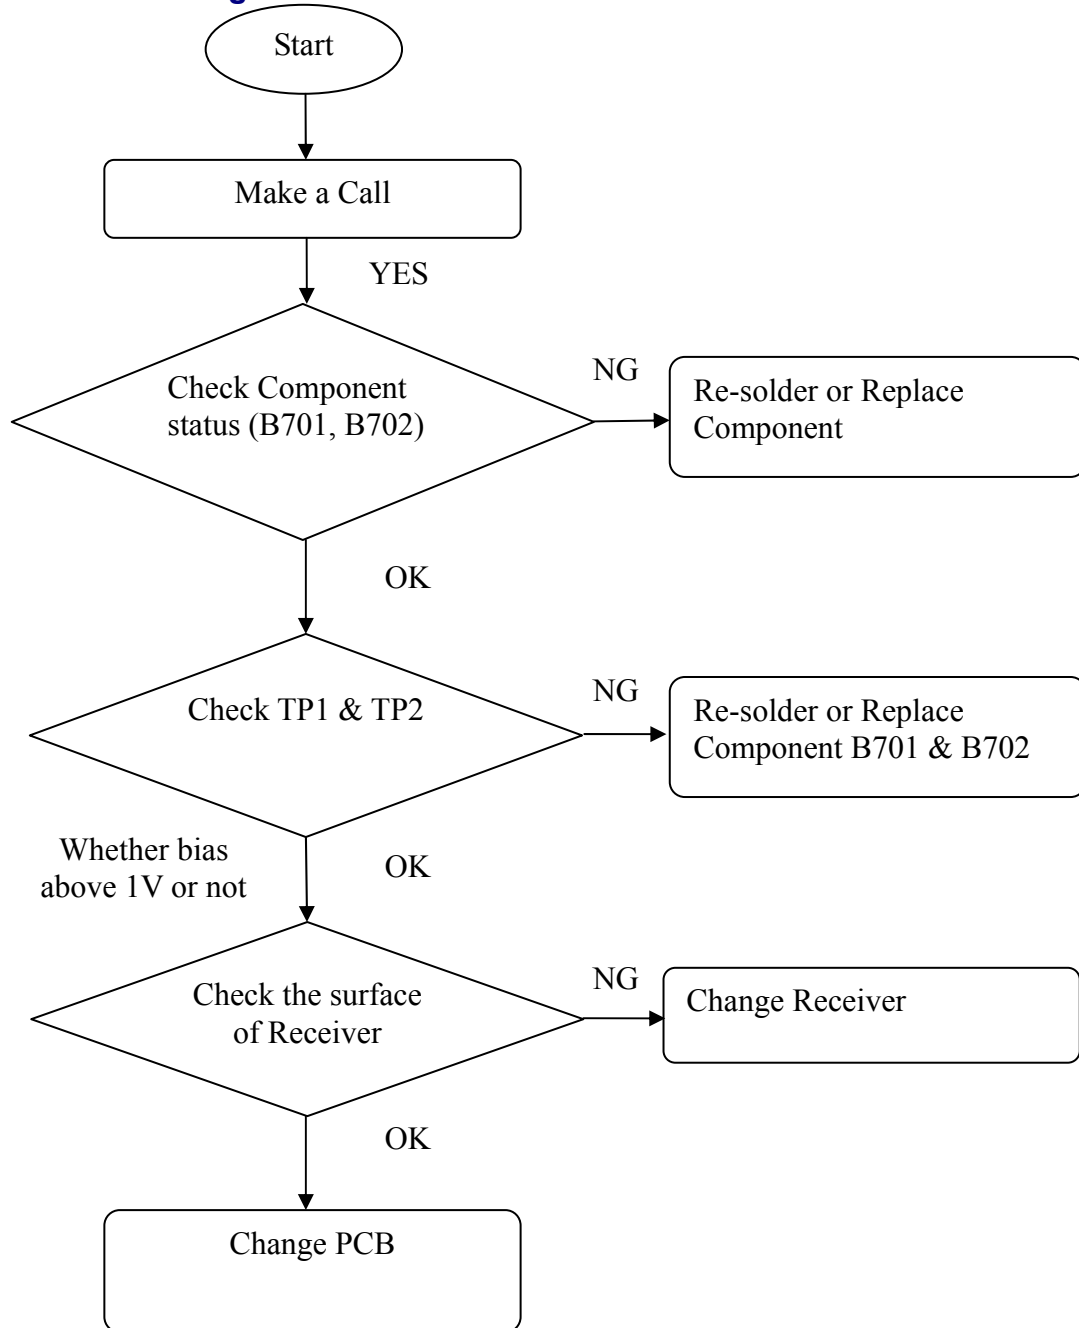 Start
Make a Call
YES
Check Component
status (B701, B702)
NG
Re-solder or Replace
Component
OK
Check TP1 & TP2
NG
Re-solder or Replace
Component B701 & B702
Whether bias
above 1V or not
OK
Check the surface
of Receiver
NG
Change Receiver
OK
Change PCB